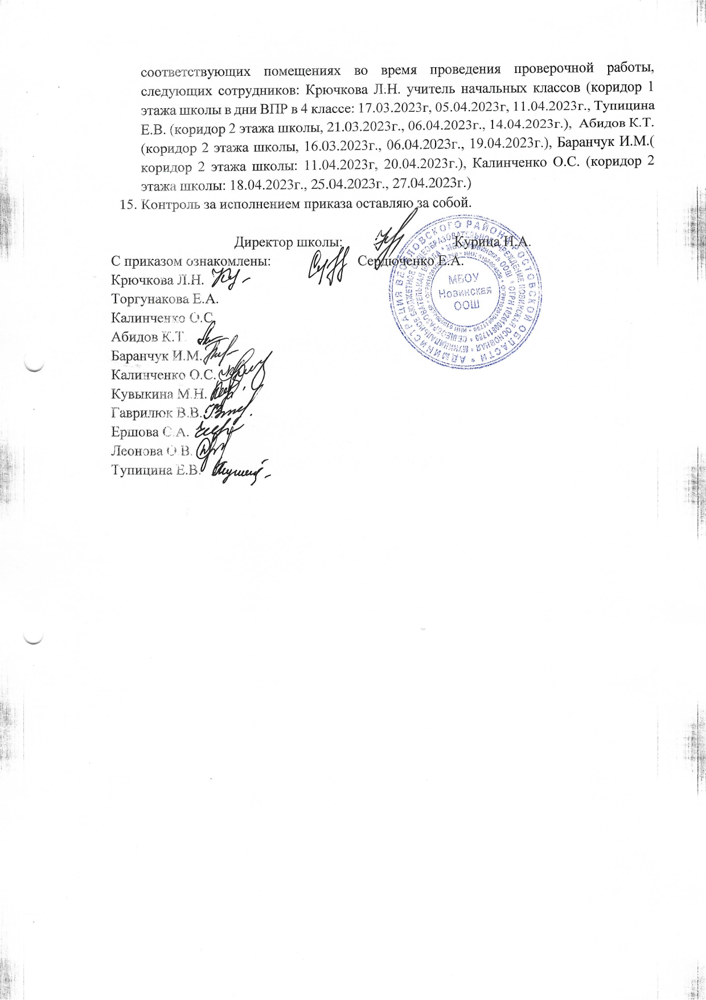 соответствующих помещениях во время проведения проверочной работы,
следующих сотрудников: Крючкова Л.Н. учитель начальных классов (коридор 1
этажа школы в дни ВПР в 4 классе: 17.03.2023г, 05.04.2023г, 11.04.2023г., Тупицина
Е.В. (коридор 2 этажа школы, 21.03.2023г., 06.04.2023г., 14.04.2023г.), Абидов К.Т.
(коридор 2 этажа школы, 16.03.2023г., 06.04.2023г., 19.04.2023г.), Баранчук И.М.(
коридор 2 этажа школы: 11.04.2023г, 20.04.2023г.), Калинченко О.С. (коридор 2
этажа школы: 18.04.2023г., 25.04.2023г., 27.04.2023г.)
15. Контроль за исполнением приказа оставляю за собой.
Директор школы: Курица Н.А.
С приказом ознакомлены: Сердюченко Е.А.
Крючкова Л.Н.
Торгунакова Е.А.
Калинченко О.С.
Абидов К.Т.
Баранчук И.М.
Калинченко О.С.
Кувыкина М.Н.
Гаврилюк В.В.
Ершова С.А.
Леонова О.В.
Тупицина Е.В.
АДМИНИСТРАЦИЯ ВЕСЕЛОВСКОГО РАЙОНА РОСТОВСКОЙ ОБЛАСТИ *
МБОУ
Новинская
ООШ